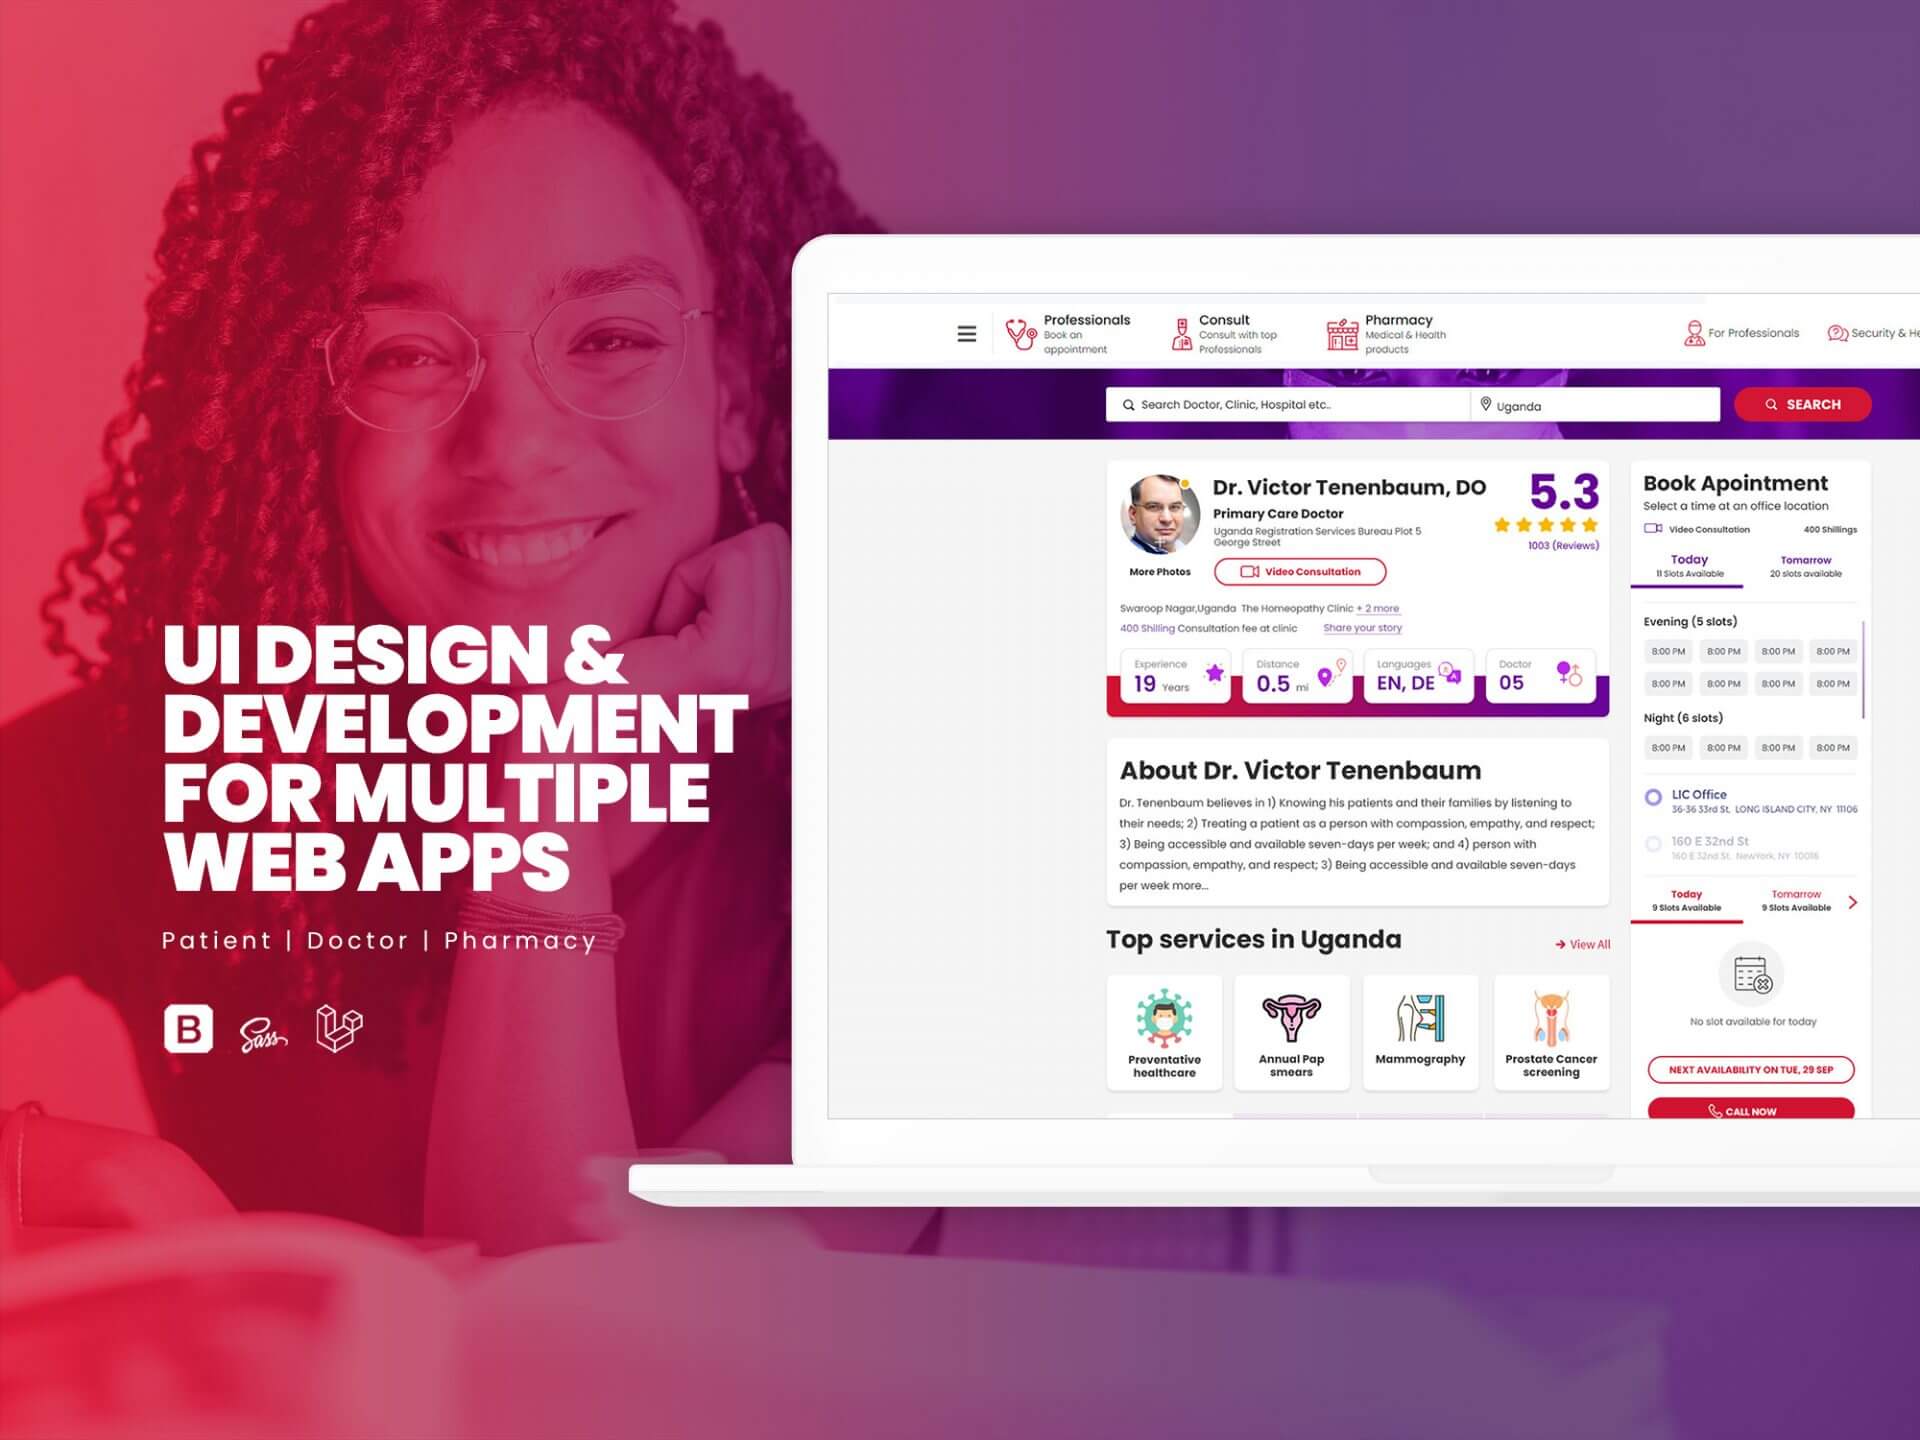 UI DESIGN &
DEVELOPMENT
FOR MULTIPLE
WEB APPS
Patient | Doctor | Pharmacy
B
Sass
Professionals
Book an
appointment
Consult
Consult with top
Professionals
Pharmacy
Medical & Health
products
For Professionals
Security & He
Search Doctor, Clinic, Hospital etc..
Uganda
SEARCH
Dr. Victor Tenenbaum, DO
Primary Care Doctor
Uganda Registration Services Bureau Plot 5
George Street
5.3
1003 (Reviews)
More Photos
Video Consultation
Swaroop Nagar,Uganda The Homeopathy Clinic + 2 more
400 Shilling Consultation fee at clinic Share your story
Experience
19 Years
Distance
0.5 mi
Languages
EN, DE
Doctor
05
About Dr. Victor Tenenbaum
Dr. Tenenbaum believes in 1) Knowing his patients and their families by listening to
their needs; 2) Treating a patient as a person with compassion, empathy, and respect;
3) Being accessible and available seven-days per week; and 4) person with
compassion, empathy, and respect; 3) Being accessible and available seven-days
per week more...
Top services in Uganda
View All
Preventative
healthcare
Annual Pap
smears
Mammography
Prostate Cancer
screening
Book Apointment
Select a time at an office location
Video Consultation 400 Shillings
Today Tomarrow
11 Slots Available 20 slots available
Evening (5 slots)
8:00 PM 8:00 PM 8:00 PM 8:00 PM
8:00 PM 8:00 PM 8:00 PM 8:00 PM
Night (6 slots)
8:00 PM 8:00 PM 8:00 PM 8:00 PM
LIC Office
36-36 33rd St, LONG ISLAND CITY, NY 11106
160 E 32nd St
160 E 32nd St, NewYork, NY 10016
Today Tomarrow
9 Slots Available 9 Slots Available
No slot available for today
NEXT AVAILABILITY ON TUE, 29 SEP
CALL NOW